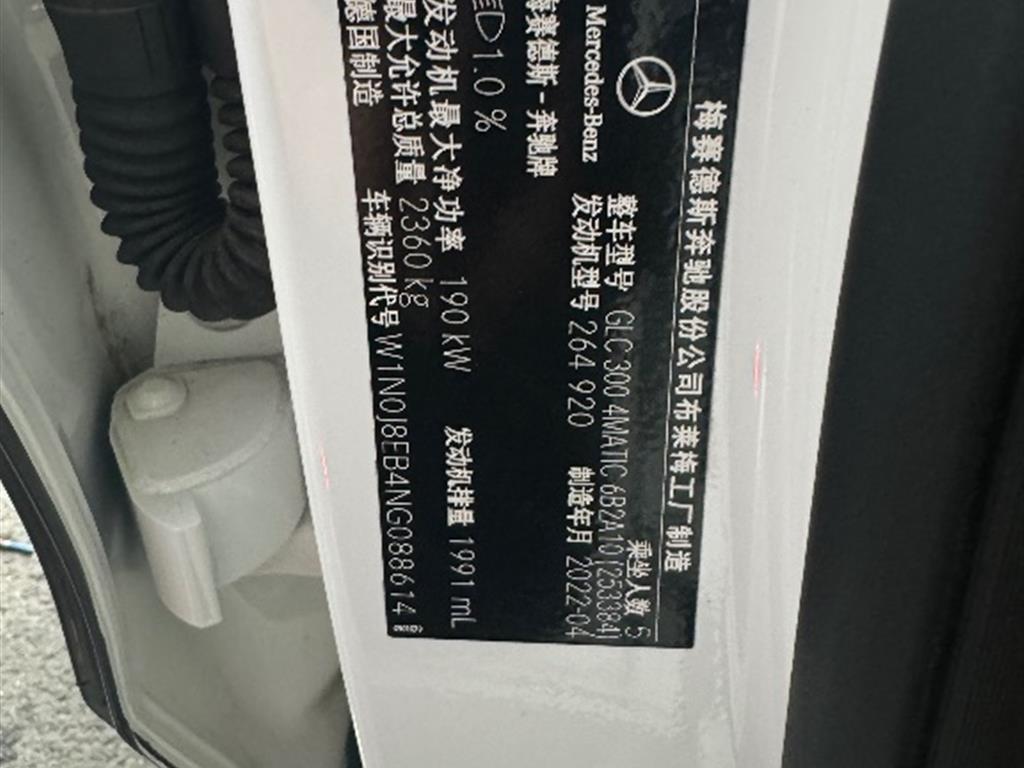 梅赛德斯奔驰股份公司布莱梅工厂制造
Mercedes-Benz
整车型号 GLC 300 4MATIC 6B2A10 (253384)
乘坐人数 5
发动机型号 264 920
制造年月 2022-04
梅赛德斯-奔驰牌
1.0 %
发动机最大净功率 190 kW
发动机排量 1991 mL
最大允许总质量 2360 kg
德国制造
车辆识别代号 W1N0J8EB4NG088614